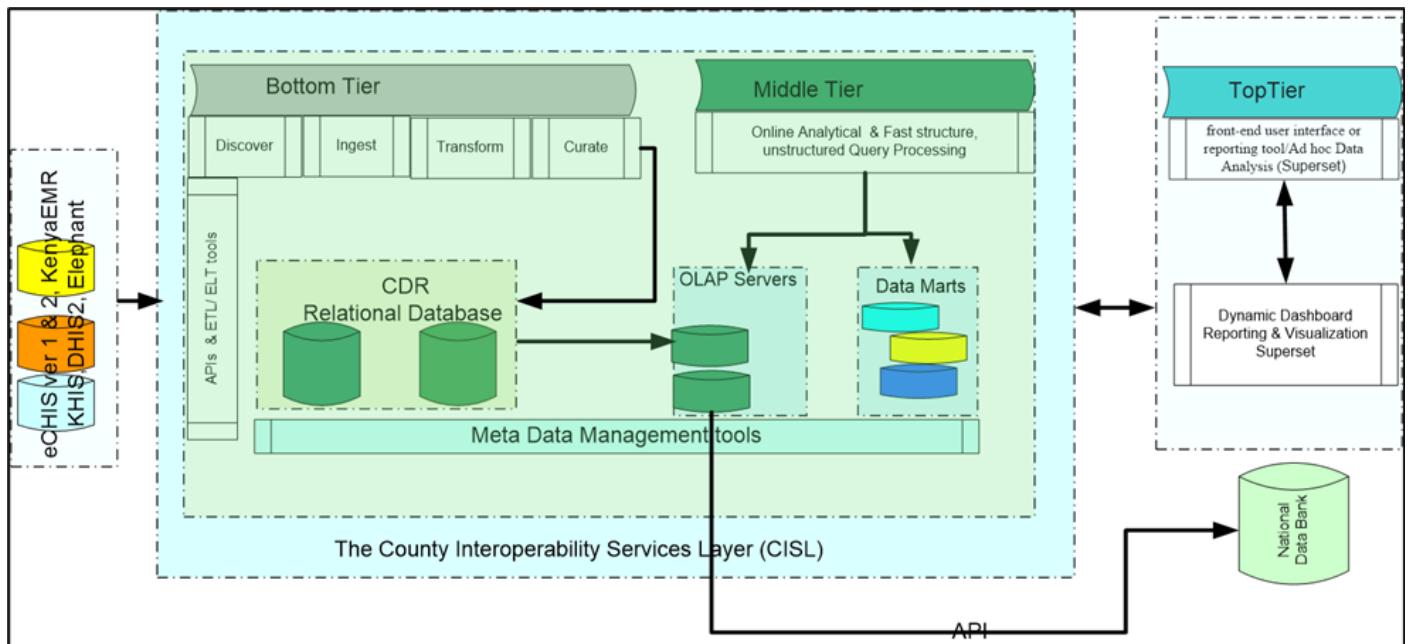 eCHIS ver 1 & 2, KenyaEMR
KHIS,DHIS2, Elephant
Bottom Tier
Discover
Ingest
Transform
Curate
APIs & ETL/ ELT tools
CDR
Relational Database
Middle Tier
Online Analytical & Fast structure,
unstructured Query Processing
OLAP Servers
Data Marts
Meta Data Management tools
The County Interoperability Services Layer (CISL)
TopTier
front-end user interface or
reporting tool/Ad hoc Data
Analysis (Superset)
Dynamic Dashboard
Reporting & Visualization
Superset
National
Data Bank
API